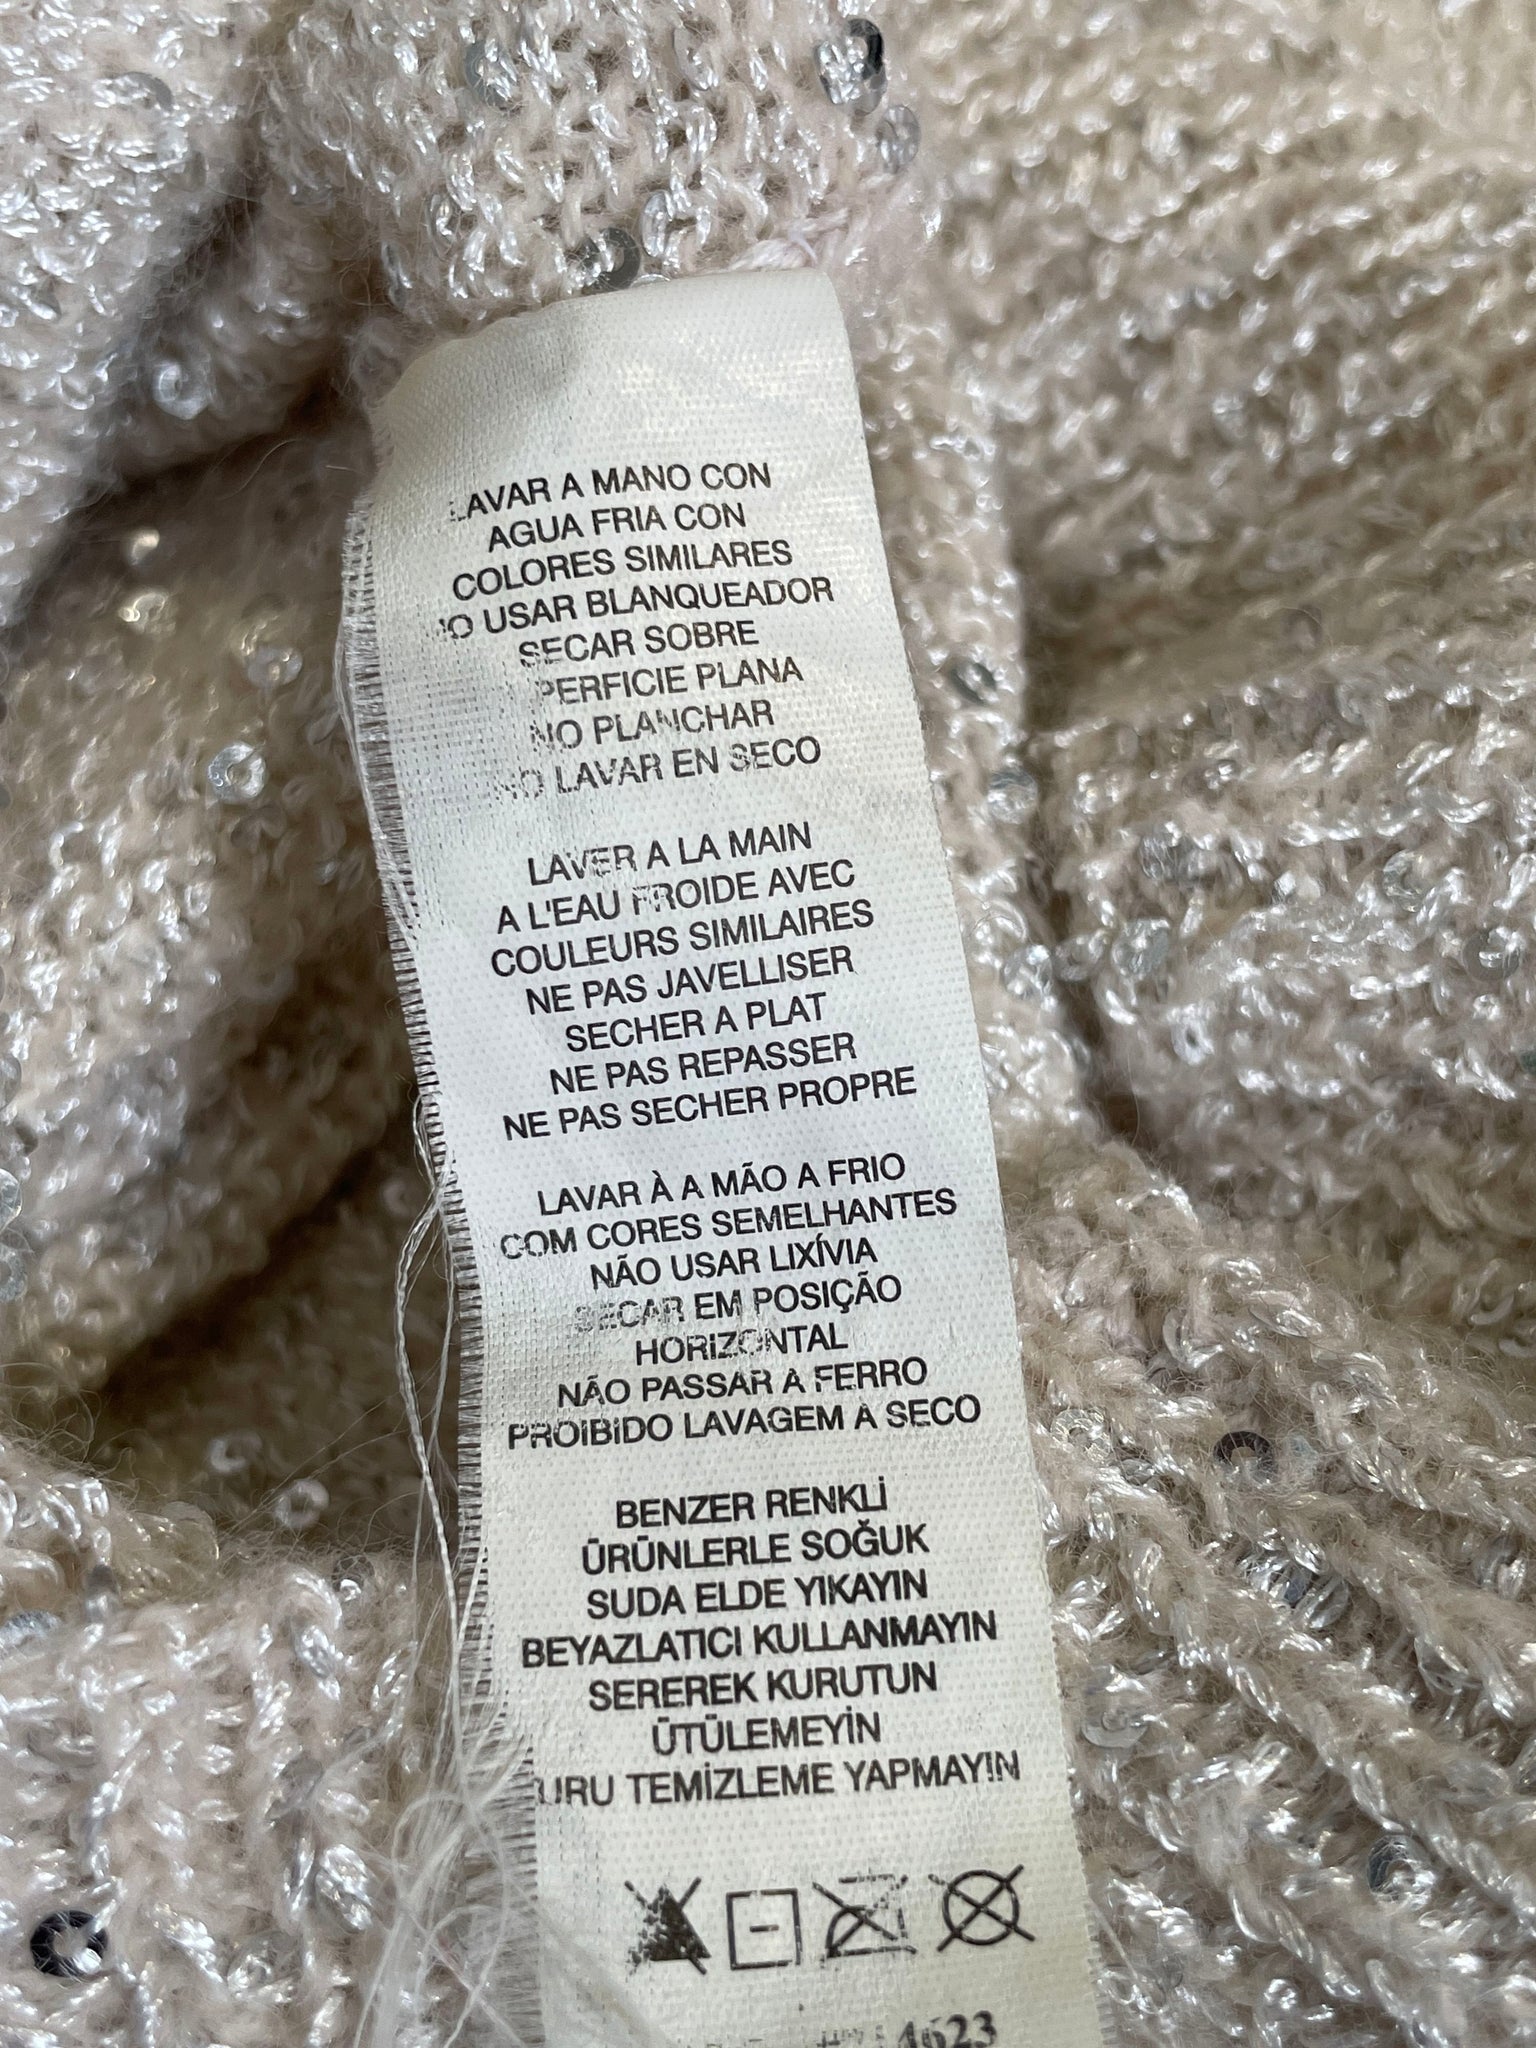 LAVAR A MANO CON
AGUA FRIA CON
COLORES SIMILARES
NO USAR BLANQUEADOR
SECAR SOBRE
PERFICIE PLANA
NO PLANCHAR
NO LAVAR EN SECO
LAVER A LA MAIN
A L'EAU FROIDE AVEC
COULEURS SIMILAIRES
NE PAS JAVELLISER
SECHER A PLAT
NE PAS REPASSER
NE PAS SECHER PROPRE
LAVAR À A MÃO A FRIO
COM CORES SEMELHANTES
NÃO USAR LIXÍVIA
SECAR EM POSIÇÃO
HORIZONTAL
NÃO PASSAR A FERRO
PROIBIDO LAVAGEM A SECO
BENZER RENKLİ
ÜRÜNLERLE SOĞUK
SUDA ELDE YIKAYIN
BEYAZLATICI KULLANMAYIN
SEREREK KURUTUN
ÜTÜLEMEYİN
URU TEMİZLEME YAPMAYIN